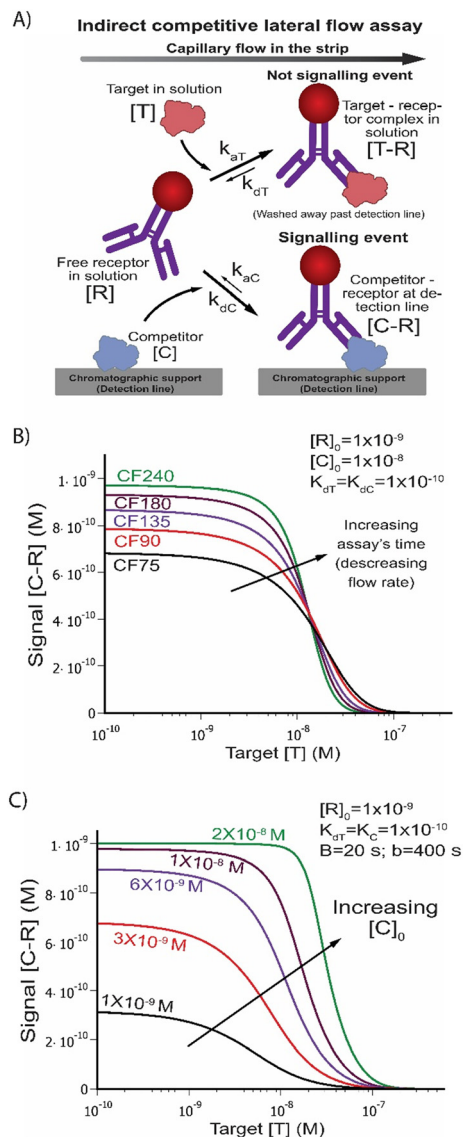 A)
Indirect competitive lateral flow assay
Capillary flow in the strip
Target in solution
[T]
Not signalling event
Target - recep-
tor complex in
solution
[T-R]
kaT
kdT
(Washed away past detection line)
Free receptor
in solution
[R]
Signalling event
kaC
kdC
Competitor -
receptor at de-
tection line
[C-R]
Competitor
[C]
Chromatographic support
(Detection line)
Chromatographic support
(Detection line)
B)
[R]0=1x10-9
[C]0=1x10-8
KdT=KdC=1x10-10
1· 10-9
8·10-10
6·10-10
4·10-10
2·10-10
0
Signal [C–R] (M)
CF240
CF180
CF135
CF90
CF75
Increasing
assay's time
(descreasing
flow rate)
10-10
10-9
10-8
10-7
Target [T] (M)
C)
[R]0=1x10-9
KdT=KC=1x10-10
B=20 s; b=400 s
1· 10-9
8·10-10
6·10-10
4·10-10
2·10-10
0
Signal [C–R] (M)
2X10-8 M
1X10-8 M
6X10-9 M
3X10-9 M
1X10-9 M
Increasing
[C]0
10-10
10-9
10-8
10-7
Target [T] (M)